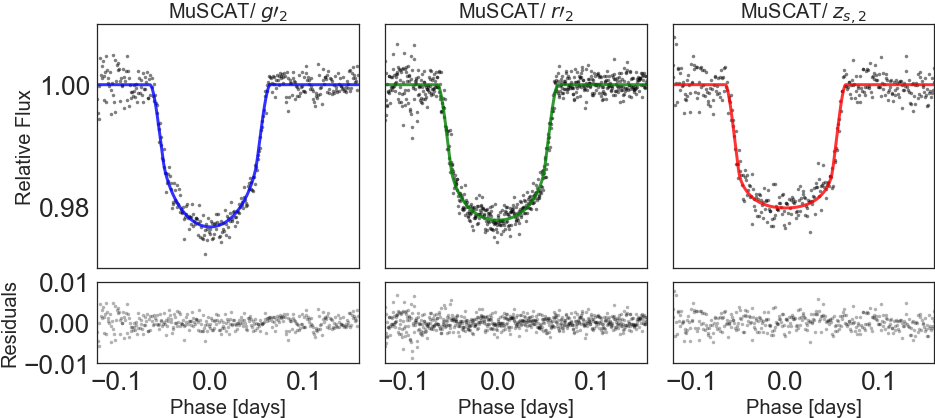 MuSCAT/ g′₂
MuSCAT/ r′₂
MuSCAT/ zₛ,₂
Relative Flux
1.00
0.98
Residuals
0.01
0.00
−0.01
−0.1 0.0 0.1
−0.1 0.0 0.1
−0.1 0.0 0.1
Phase [days]
Phase [days]
Phase [days]